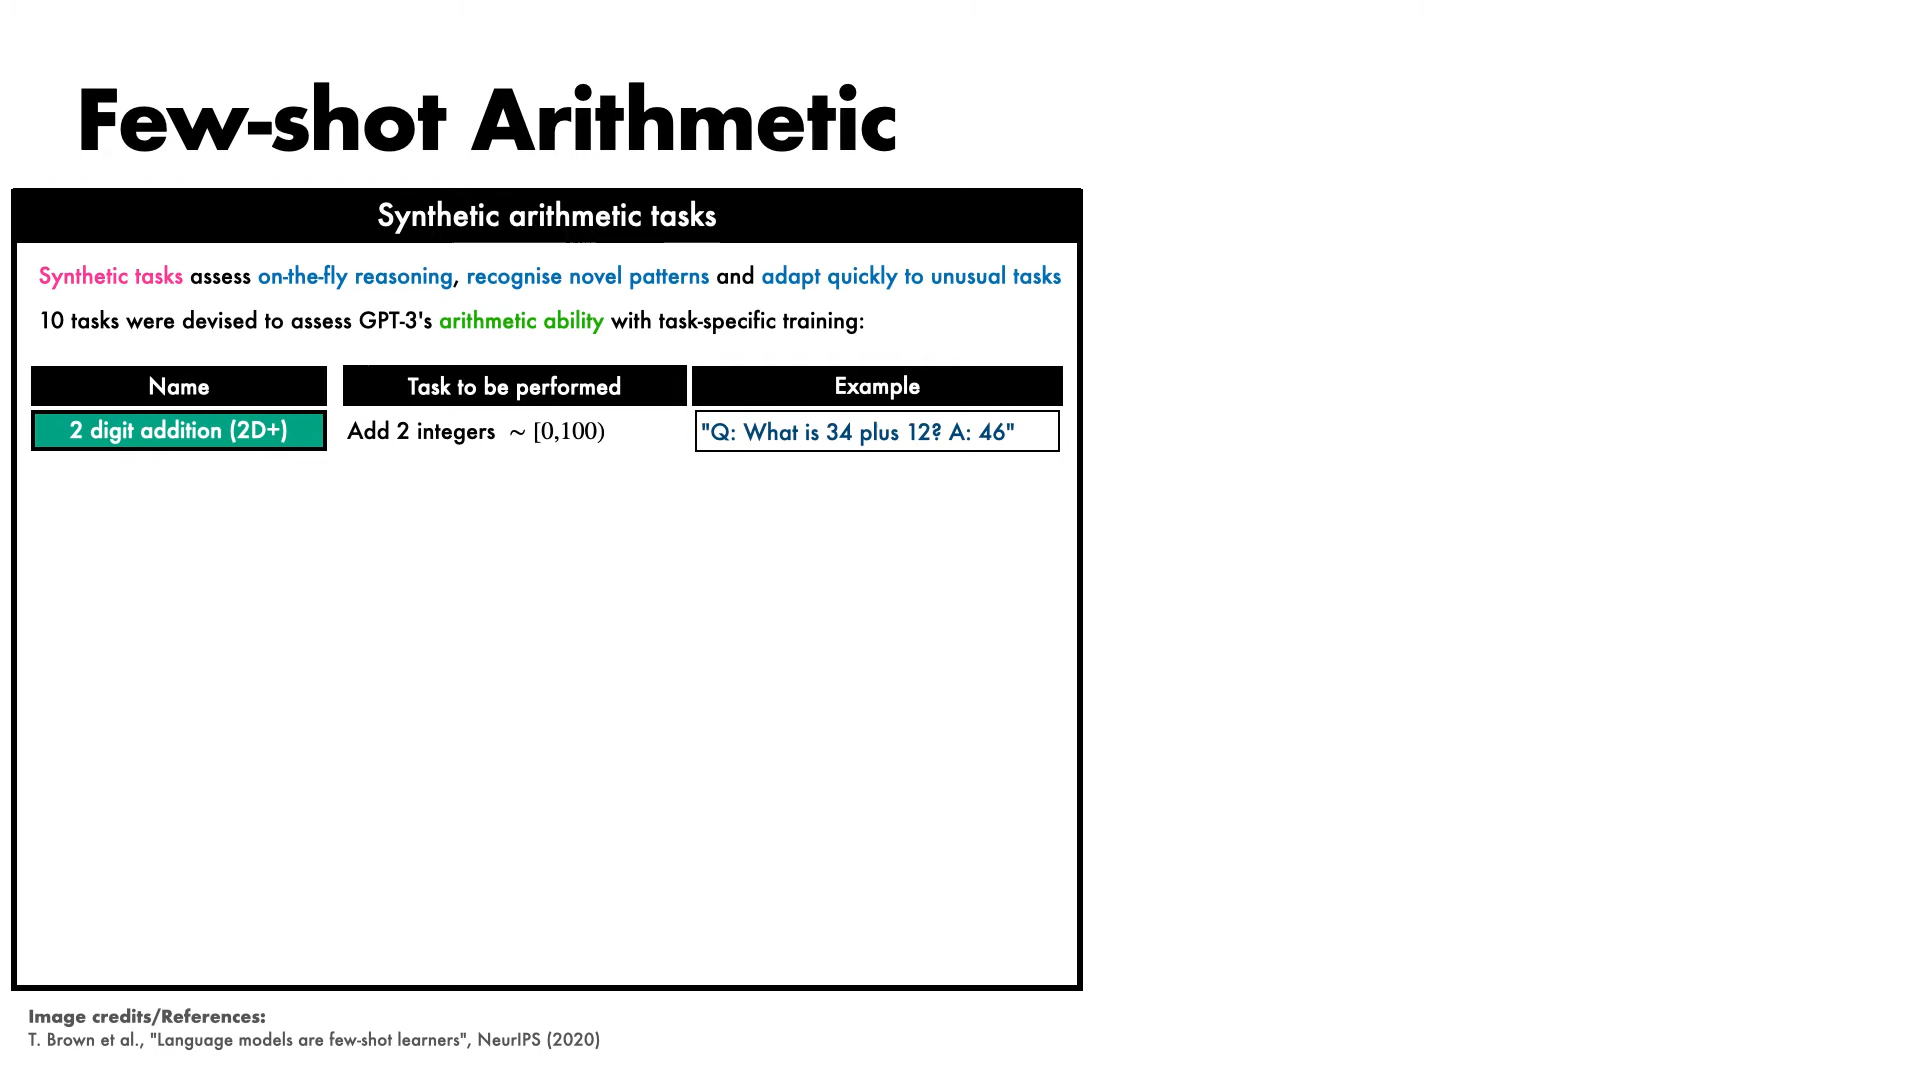 Few-shot Arithmetic
Synthetic arithmetic tasks
Synthetic tasks assess on-the-fly reasoning, recognise novel patterns and adapt quickly to unusual tasks
10 tasks were devised to assess GPT-3's arithmetic ability with task-specific training:
Name Task to be performed Example
2 digit addition (2D+) Add 2 integers ~ [0,100) "Q: What is 34 plus 12? A: 46"
Image credits/References:
T. Brown et al., "Language models are few-shot learners", NeurIPS (2020)